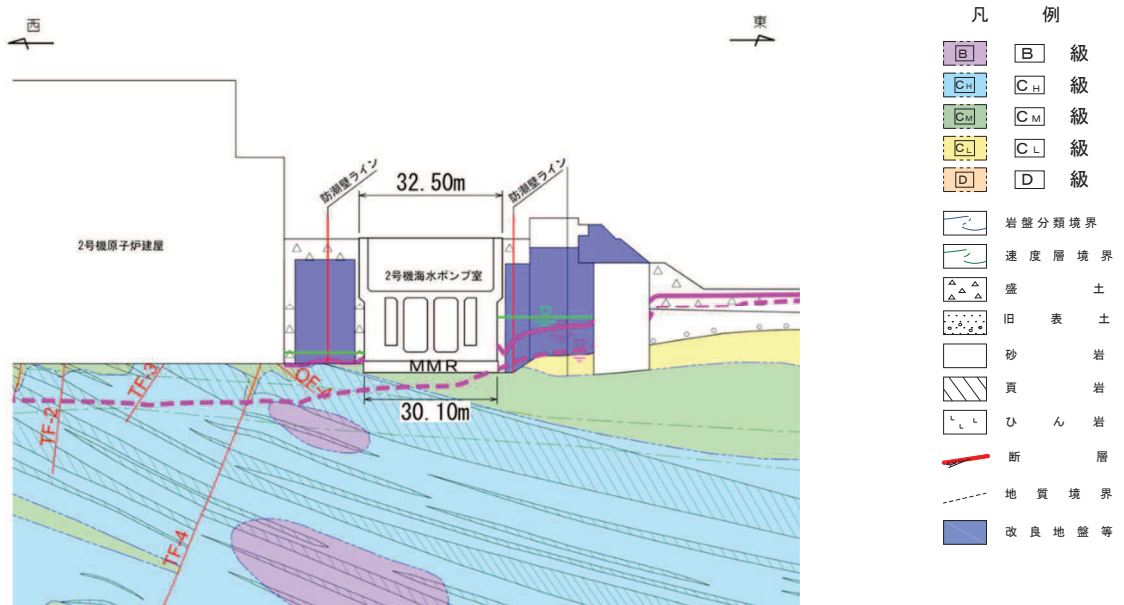 西
東
防潮壁ライン
32.50m
防潮壁ライン
2号機原子炉建屋
2号機海水ポンプ室
MMR
30.10m
TF-2
TF-3
OF-4
TF-4
凡 例
B B 級
CH CH 級
CM CM 級
CL CL 級
D D 級
岩盤分類境界
速度層境界
盛土
旧表土
砂岩
頁岩
ひん岩
断層
地質境界
改良地盤等